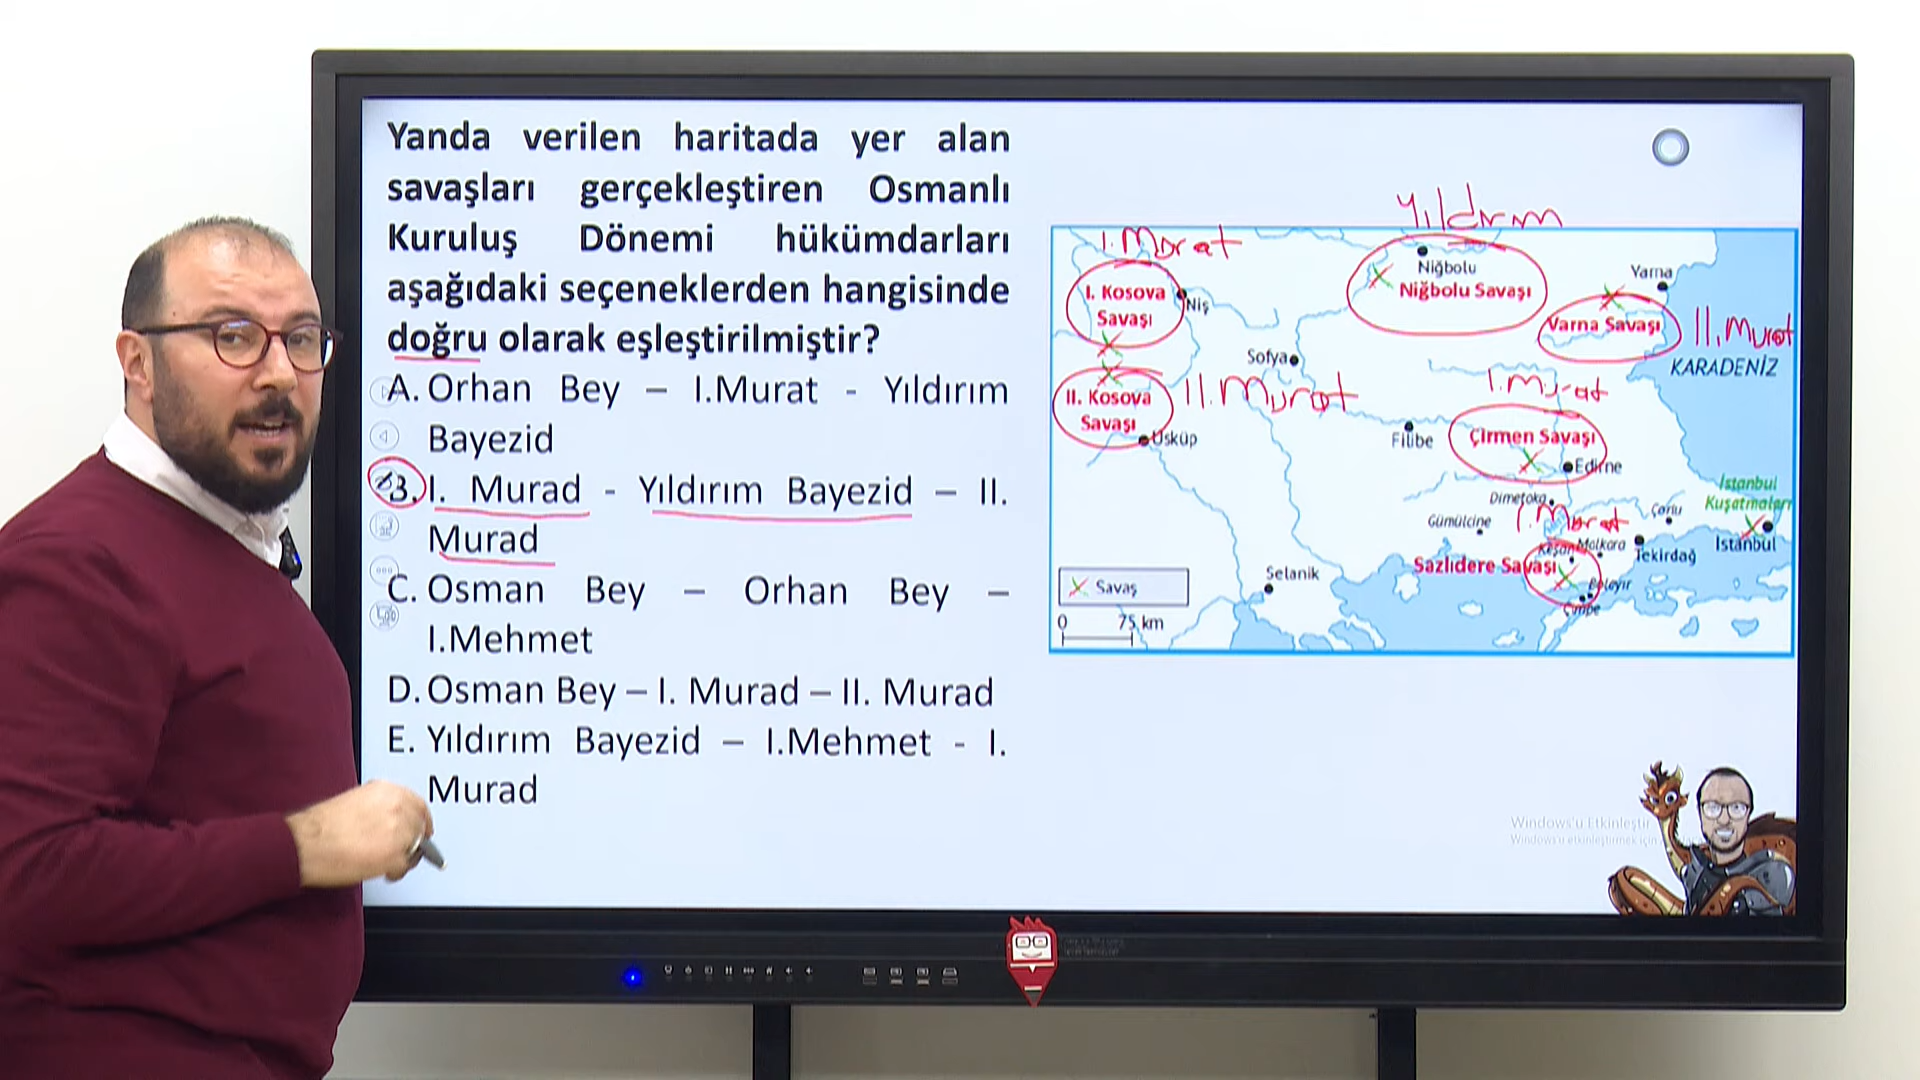 Yanda verilen haritada yer alan
savaşları gerçekleştiren Osmanlı
Kuruluş Dönemi hükümdarları
aşağıdaki seçeneklerden hangisinde
doğru olarak eşleştirilmiştir?
A. Orhan Bey – I.Murat - Yıldırım
Bayezid
B. I. Murad - Yıldırım Bayezid – II.
Murad
C. Osman Bey – Orhan Bey –
I.Mehmet
D. Osman Bey – I. Murad – II. Murad
E. Yıldırım Bayezid – I.Mehmet - I.
Murad
Yıldırım
I. Murat
Niğbolu
Niğbolu Savaşı
Varna
I. Kosova
Savaşı
Niş
Varna Savaşı
II. Murat
Sofya
KARADENİZ
II. Kosova
Savaşı
II. Murat
I. Murat
Üsküp
Filibe
Çirmen Savaşı
Edirne
İstanbul
Kuşatmaları
Dimetoka
Gümülcine
I. Murat
Çorlu
İstanbul
Keşan
Malkara
Tekirdağ
Sazlıdere Savaşı
Bolayır
Çimpe
Selanik
Savaş
0 75 km
Windows'u Etkinleştir